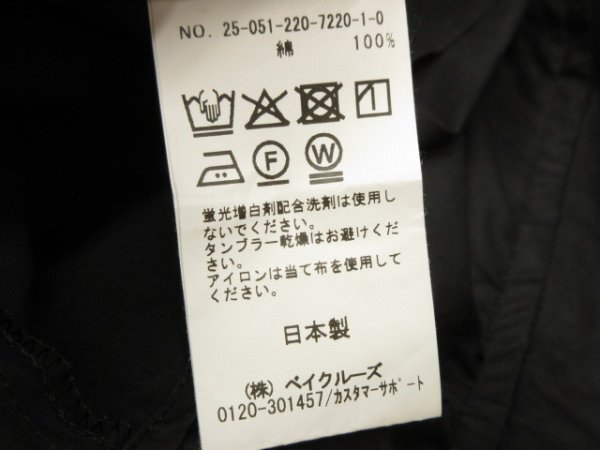 NO. 25-051-220-7220-1-0
綿 100%
F W
蛍光増白剤配合洗剤は使用し
ないでください。
タンブラー乾燥はお避けくだ
さい。
アイロンは当て布を使用して
ください。
日本製
(株) ベイクルーズ
0120-301457/カスタマーサポート